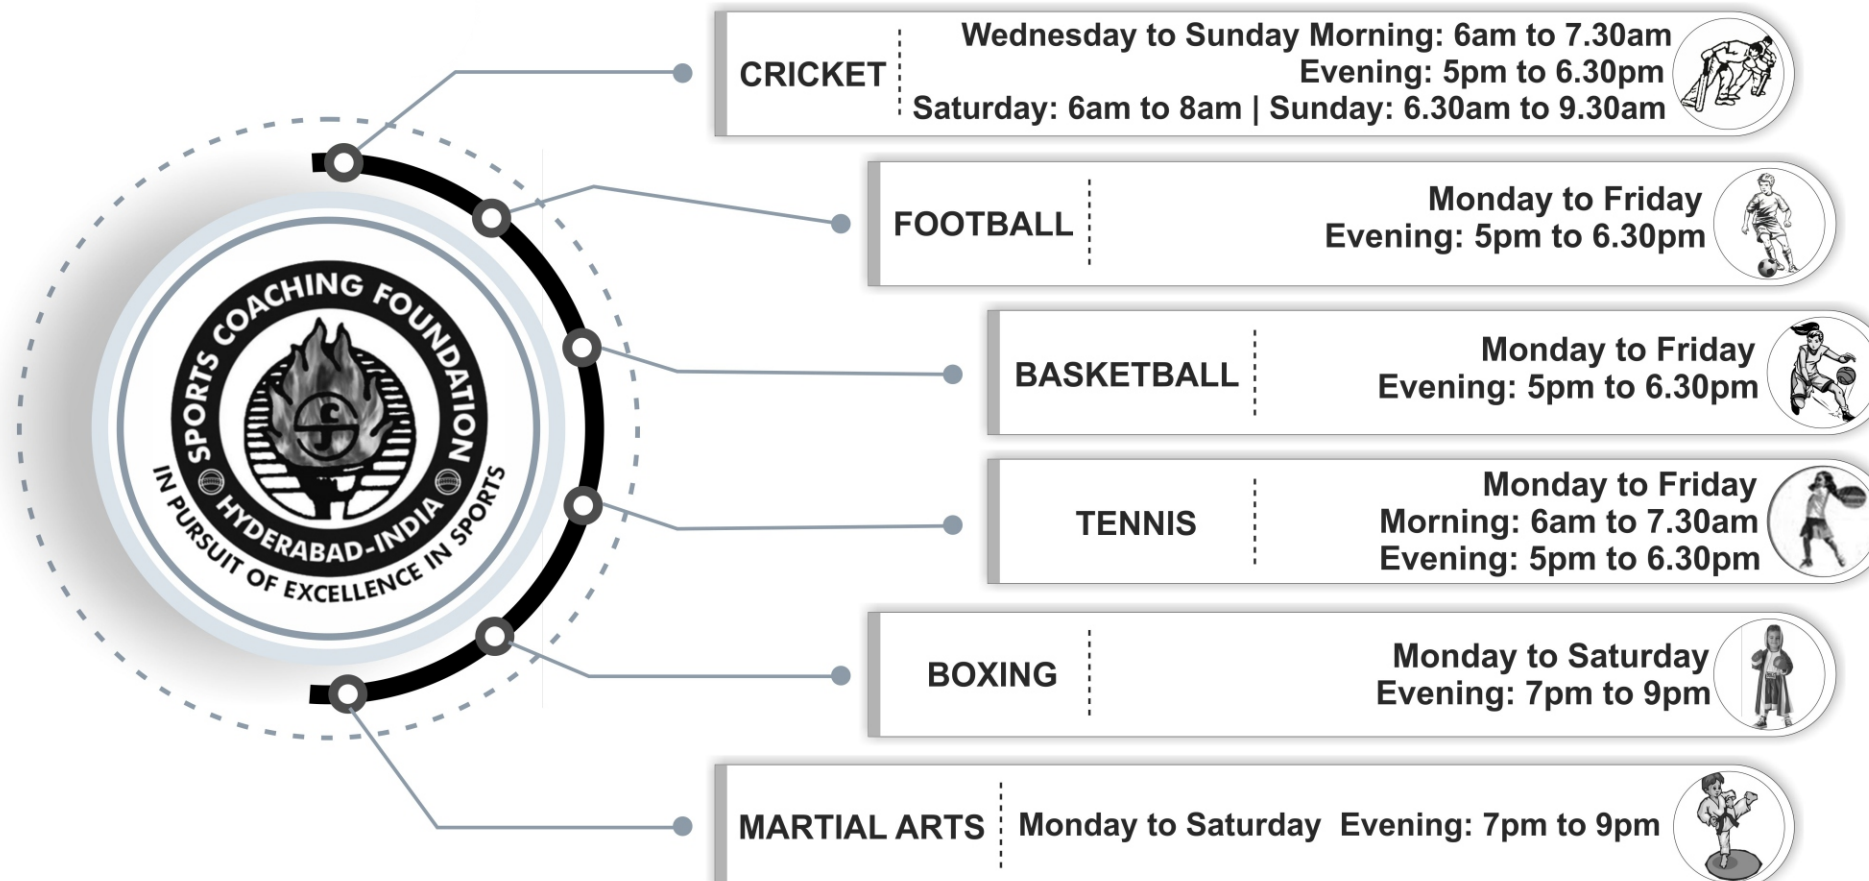 SPORTS COACHING FOUNDATION
HYDERABAD-INDIA
IN PURSUIT OF EXCELLENCE IN SPORTS
CRICKET
Wednesday to Sunday Morning: 6am to 7.30am
Evening: 5pm to 6.30pm
Saturday: 6am to 8am | Sunday: 6.30am to 9.30am
FOOTBALL
Monday to Friday
Evening: 5pm to 6.30pm
BASKETBALL
Monday to Friday
Evening: 5pm to 6.30pm
TENNIS
Monday to Friday
Morning: 6am to 7.30am
Evening: 5pm to 6.30pm
BOXING
Monday to Saturday
Evening: 7pm to 9pm
MARTIAL ARTS
Monday to Saturday Evening: 7pm to 9pm